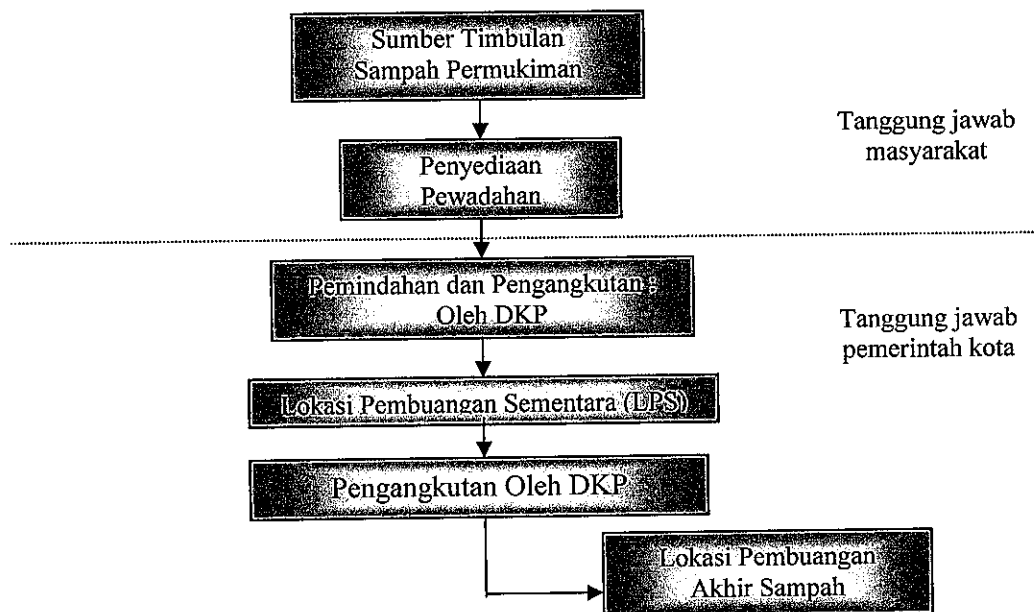 Sumber Timbulan
Sampah Permukiman
Tanggung jawab
masyarakat
Penyediaan
Pewadahan
Pemindahan dan Pengangkutan :
Oleh DKP
Tanggung jawab
pemerintah kota
Lokasi Pembuangan Sementara (LPS)
Pengangkutan Oleh DKP
Lokasi Pembuangan
Akhir Sampah